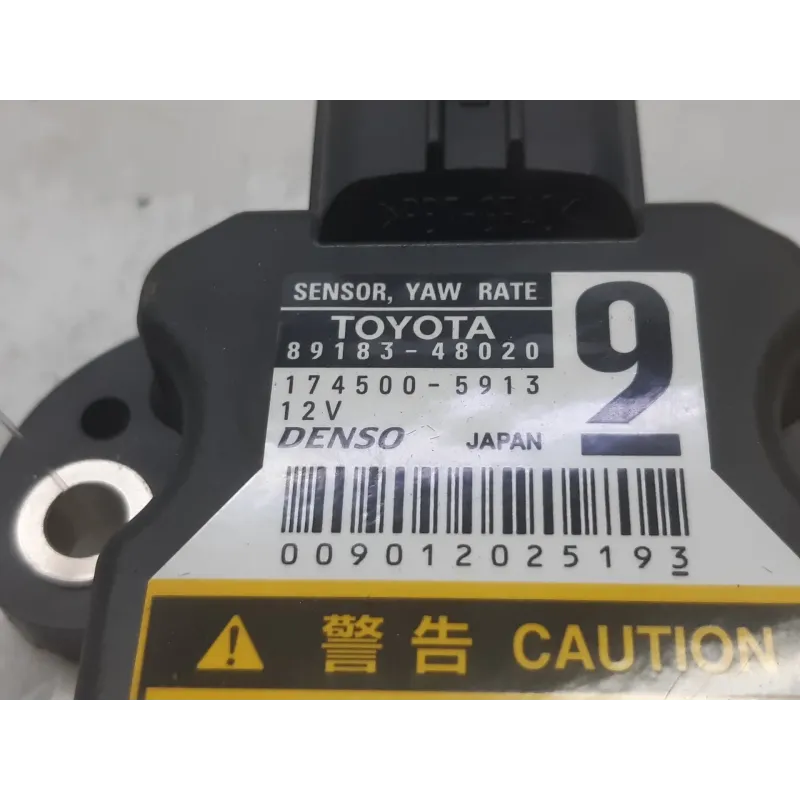 SENSOR, YAW RATE
9
TOYOTA
89183-48020
174500-5913
12V
DENSO JAPAN
009012025193
警告 CAUTION